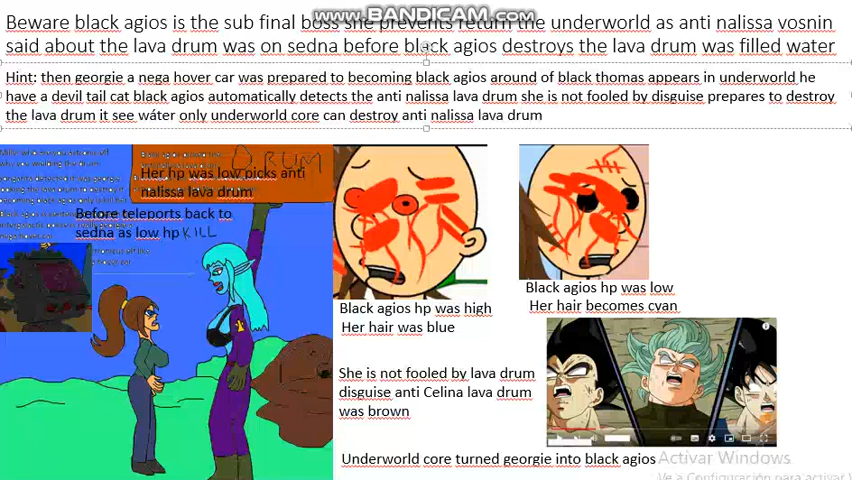 www.BANDICAM.com
Beware black agios is the sub final boss she prevents return the underworld as anti nalissa vosnin
said about the lava drum was on sedna before black agios destroys the lava drum was filled water
Hint: then georgie a nega hover car was prepared to becoming black agios around of black thomas appears in underworld he
have a devil tail cat black agios automatically detects the anti nalissa lava drum she is not fooled by disguise prepares to destroy
the lava drum it see wáter only underworld core can destroy anti nalissa lava drum
D.RUM
Her hp was low picks anti
nalissa lava drum
Before teleports back to
sedna as low hp KILL
Black agios hp was high
Her hair was blue
Black agios hp was low
Her hair becomes cyan
She is not fooled by lava drum
disguise anti Celina lava drum
was brown
Underworld core turned georgie into black agios
Activar Windows